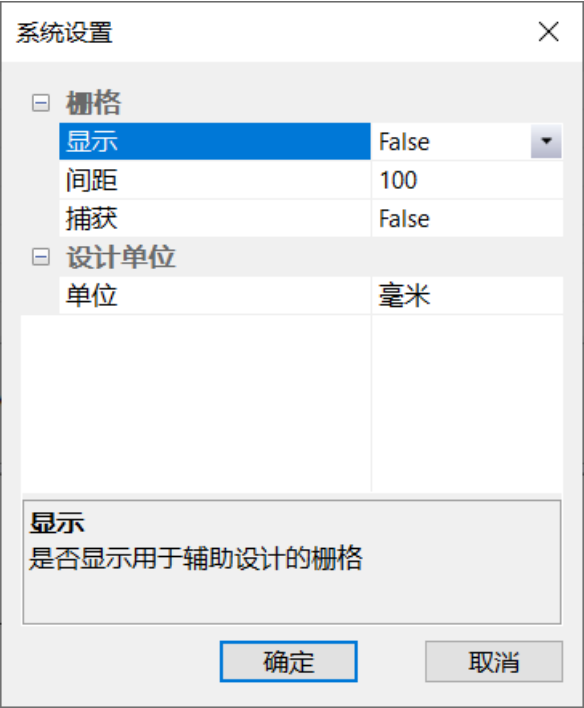 系统设置
栅格
显示 False
间距 100
捕获 False
设计单位
单位 毫米
显示
是否显示用于辅助设计的栅格
确定 取消